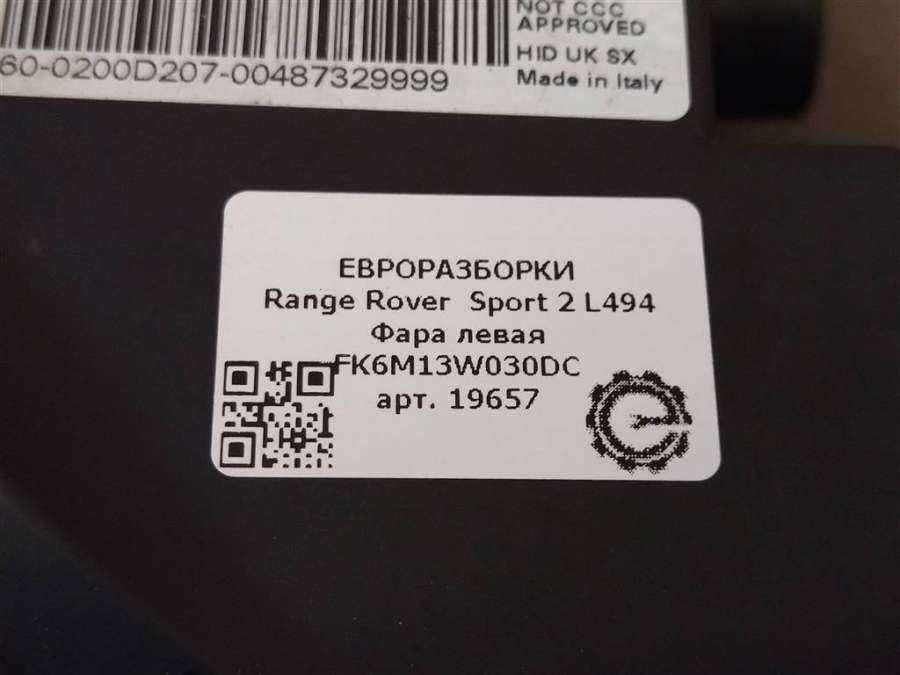 NOT CCC
APPROVED
HID UK SX
60-0200D207-00487329999
Made in Italy
ЕВРОРАЗБОРКИ
Range Rover Sport 2 L494
Фара левая
FK6M13W030DC
арт. 19657